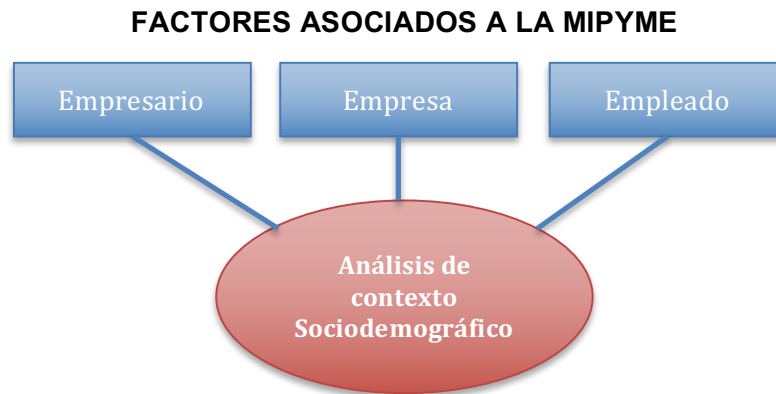 FACTORES ASOCIADOS A LA MIPYME
Empresario
Empresa
Empleado
Análisis de
contexto
Sociodemográfico